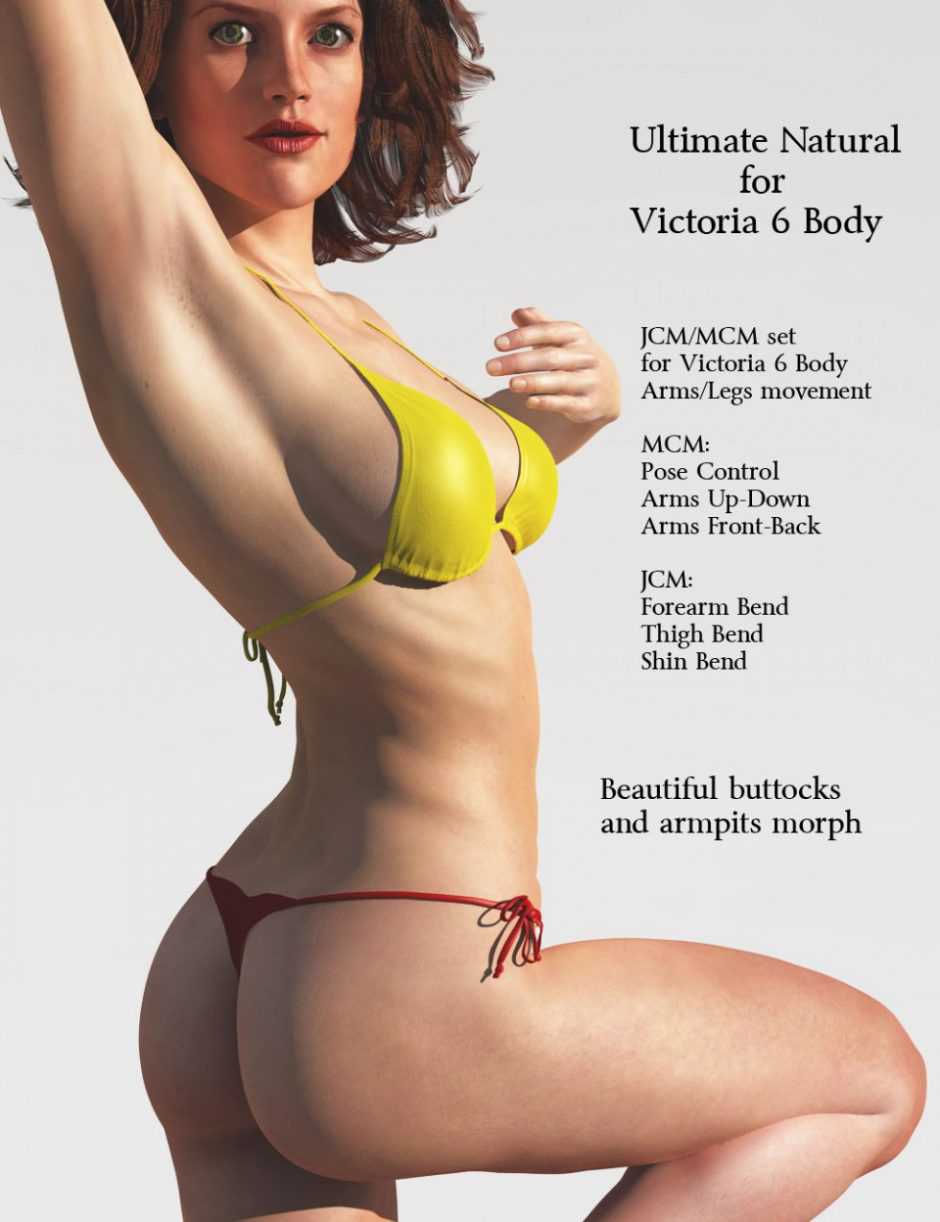 Ultimate Natural
for
Victoria 6 Body
JCM/MCM set
for Victoria 6 Body
Arms/Legs movement
MCM:
Pose Control
Arms Up-Down
Arms Front-Back
JCM:
Forearm Bend
Thigh Bend
Shin Bend
Beautiful buttocks
and armpits morph